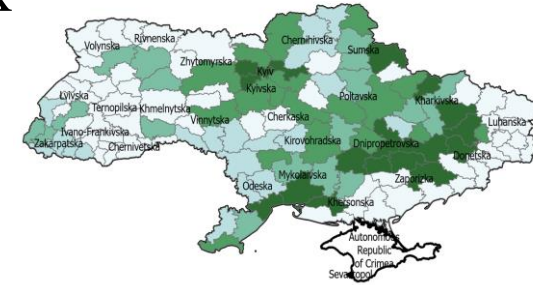 Volynska
Rivnenska
Zhytomyrska
Kyiv
Kyivska
Chernihivska
Sumska
Lvivska
Ternopilska
Khmelnytska
Vinnytska
Cherkaska
Poltavska
Kharkivska
Luhanska
Zakarpatska
Ivano-Frankivska
Chernivetska
Kirovohradska
Dnipropetrovska
Donetska
Zaporizka
Mykolaivska
Odeska
Khersonska
Autonomous
Republic
of Crimea
Sevastopol